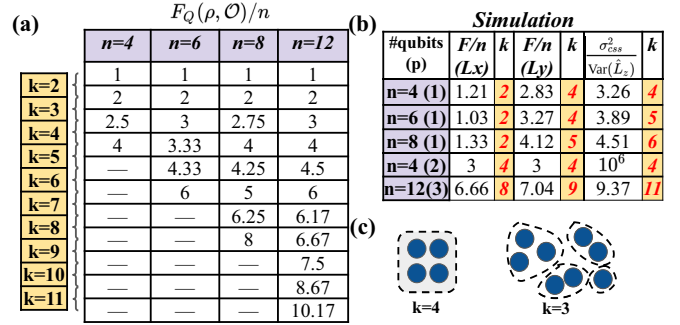 (a)
F_Q(ρ, O)/n
n=4 n=6 n=8 n=12
1 1 1 1
k=2
2 2 2 2
k=3
2.5 3 2.75 3
k=4
4 3.33 4 4
k=5
— 4.33 4.25 4.5
k=6
— 6 5 6
k=7
— — 6.25 6.17
k=8
— — 8 6.67
k=9
— — — 7.5
k=10
— — — 8.67
k=11
— — — 10.17
(b) Simulation
#qubits (p) F/n (Lx) k F/n (Ly) k σ²_css / Var(L̂_z) k
n=4 (1) 1.21 2 2.83 4 3.26 4
n=6 (1) 1.03 2 3.27 4 3.89 5
n=8 (1) 1.33 2 4.12 5 4.51 6
n=4 (2) 3 4 3 4 10⁶ 4
n=12(3) 6.66 8 7.04 9 9.37 11
(c)
k=4 k=3